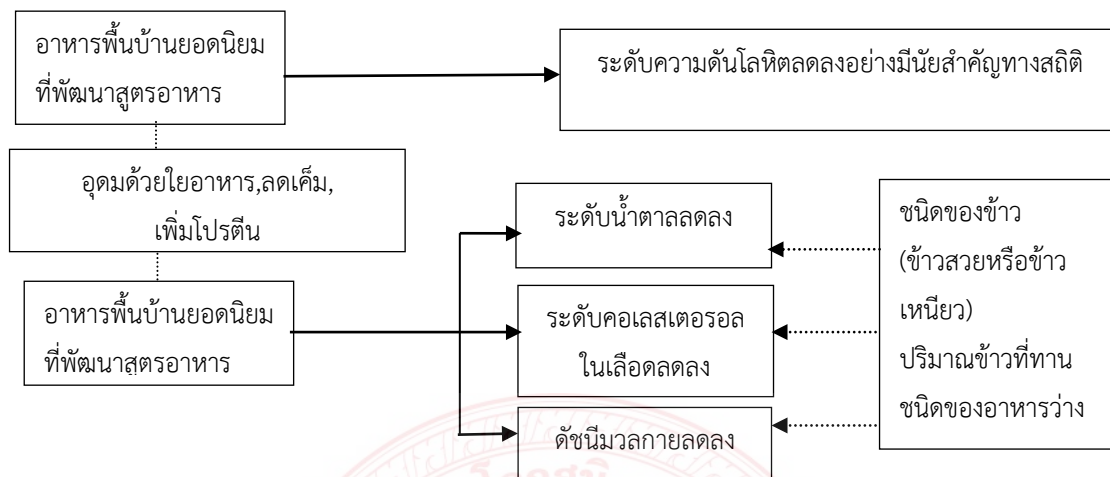 อาหารพื้นบ้านยอดนิยม
ที่พัฒนาสูตรอาหาร
ระดับความดันโลหิตลดลงอย่างมีนัยสำคัญทางสถิติ
อุดมด้วยใยอาหาร,ลดเค็ม,
เพิ่มโปรตีน
อาหารพื้นบ้านยอดนิยม
ที่พัฒนาสูตรอาหาร
ระดับน้ำตาลลดลง
ระดับคอเลสเตอรอล
ในเลือดลดลง
ดัชนีมวลกายลดลง
ชนิดของข้าว
(ข้าวสวยหรือข้าว
เหนียว)
ปริมาณข้าวที่ทาน
ชนิดของอาหารว่าง